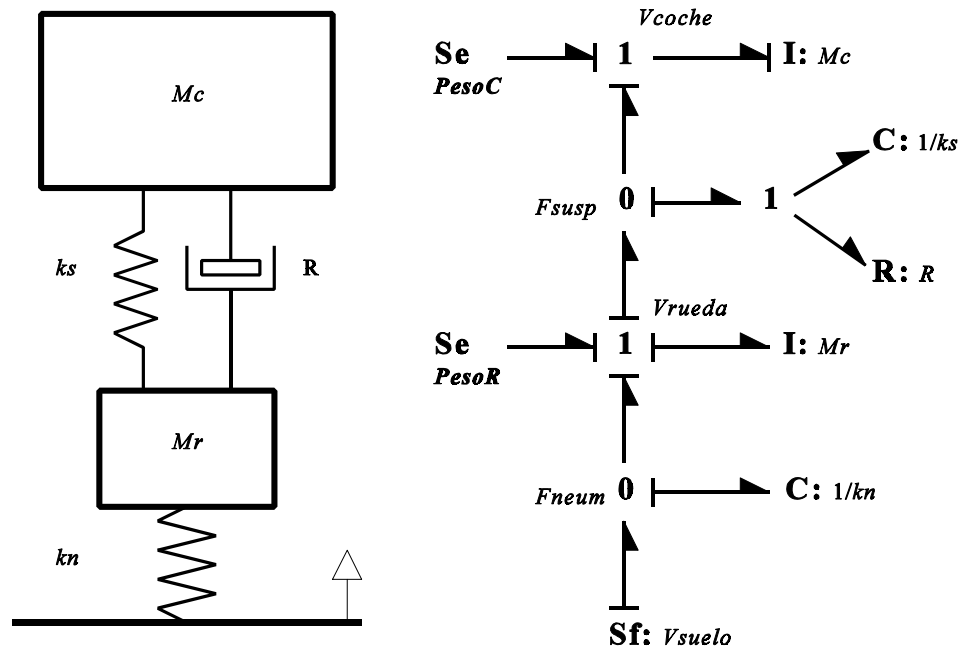 Mc
ks
R
Mr
kn
Vcoche
Se
1
I: Mc
PesoC
C: 1/ks
Fsusp
0
1
R: R
Vrueda
Se
1
I: Mr
PesoR
Fneum
0
C: 1/kn
Sf: Vsuelo